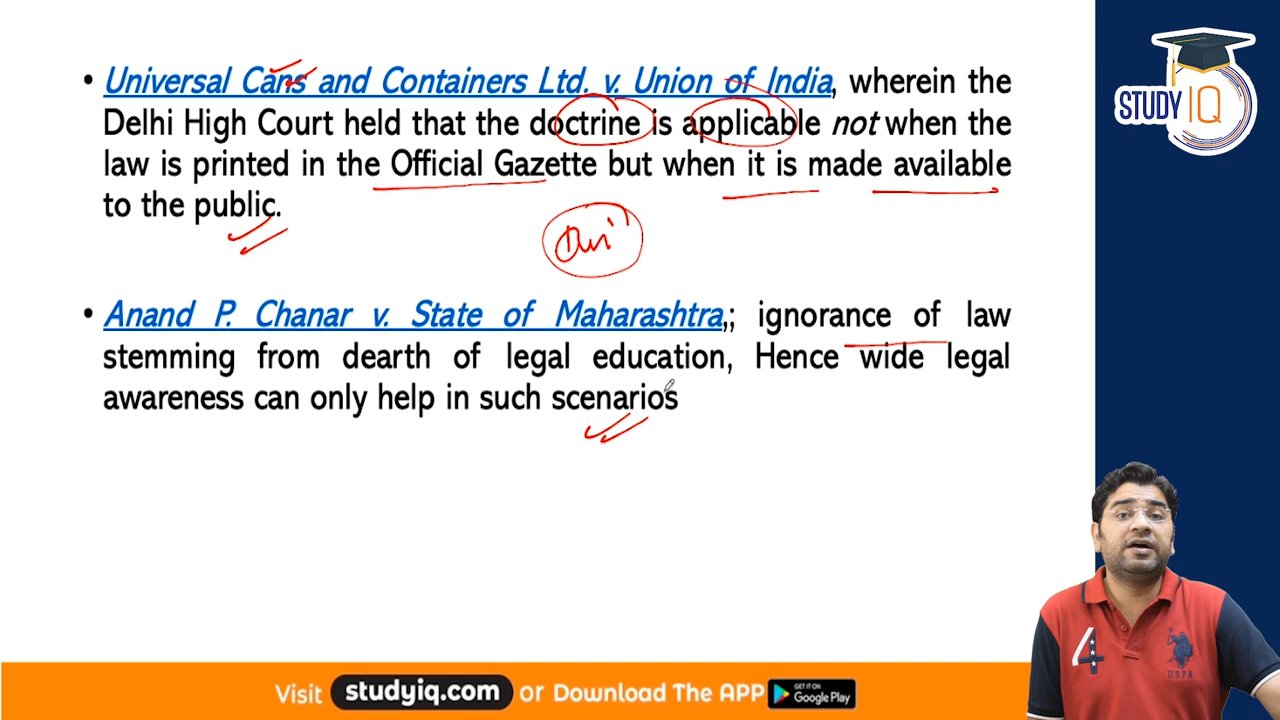 • Universal Cans and Containers Ltd. v. Union of India, wherein the
Delhi High Court held that the doctrine is applicable not when the
law is printed in the Official Gazette but when it is made available
to the public.
• Anand P. Chanar v. State of Maharashtra,; ignorance of law
stemming from dearth of legal education, Hence wide legal
awareness can only help in such scenarios
STUDY IQ
4
USPA
Visit studyiq.com or Download The APP GET IT ON Google Play